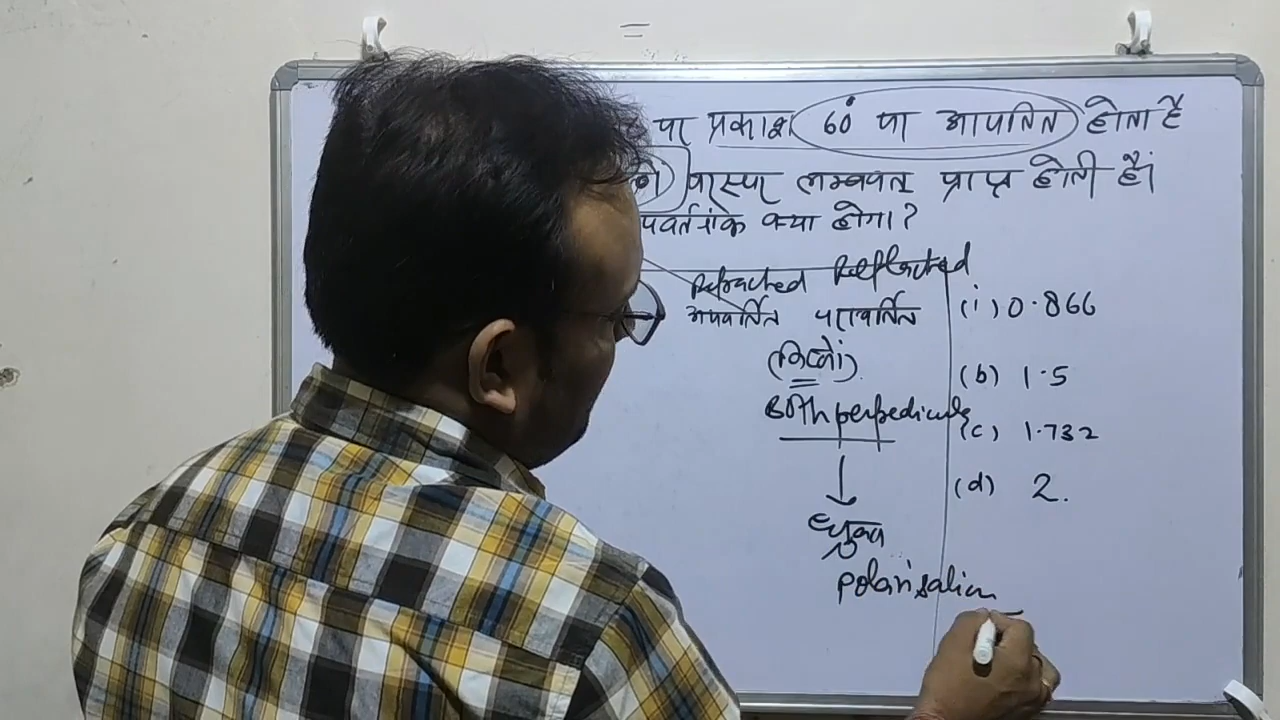 पर प्रकाश 60° पर आपतित होता है
परस्पर लम्बवत प्राप्त होती है।
पवर्तनांक क्या होगा?
Refracted Reflected
अपवर्तित परावर्तित
(किरणों)
Both perpedicular
ध्रुवण
polarisation
(i) 0.866
(b) 1.5
(c) 1.732
(d) 2.